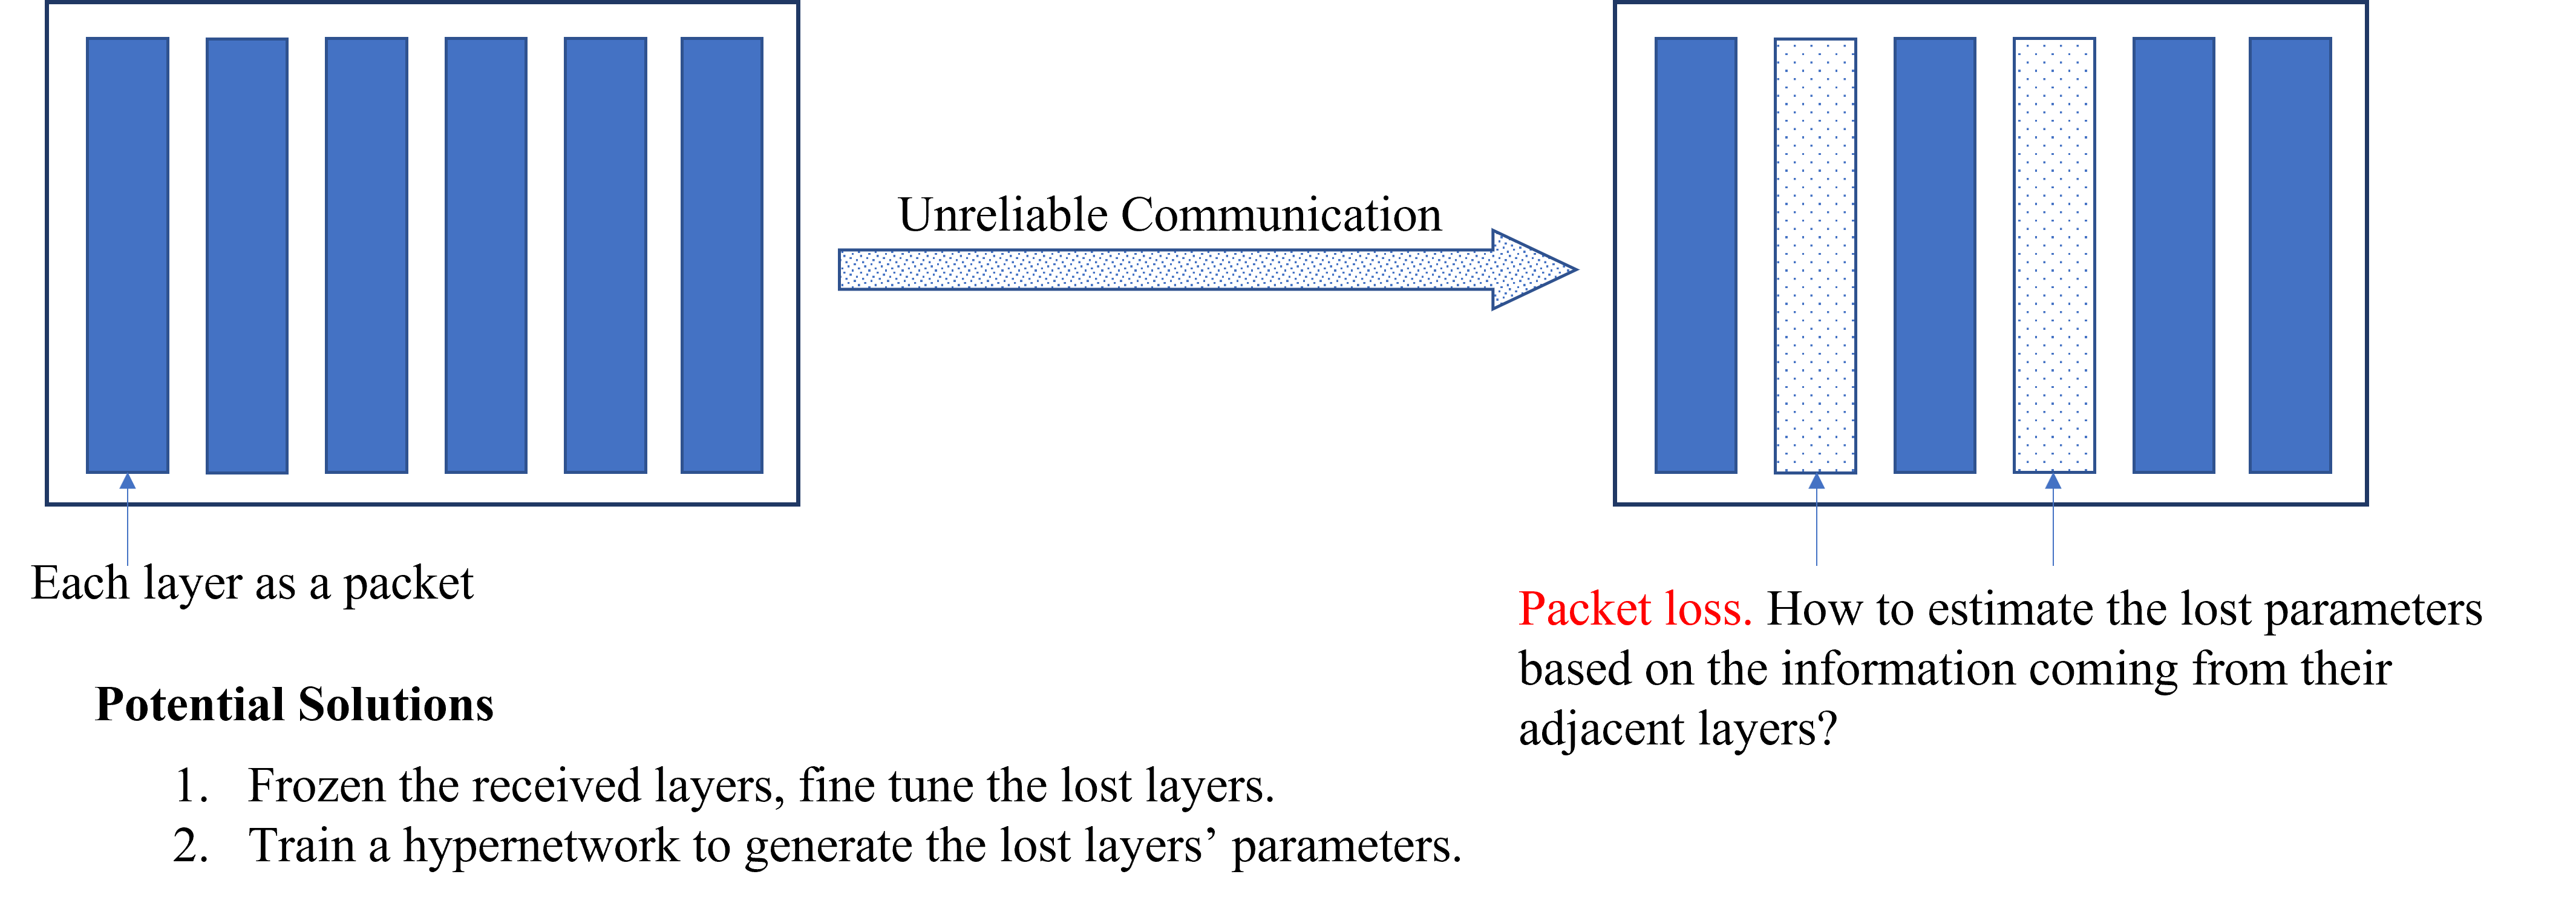 Unreliable Communication
Each layer as a packet
Packet loss. How to estimate the lost parameters
based on the information coming from their
adjacent layers?
Potential Solutions
1. Frozen the received layers, fine tune the lost layers.
2. Train a hypernetwork to generate the lost layers’ parameters.